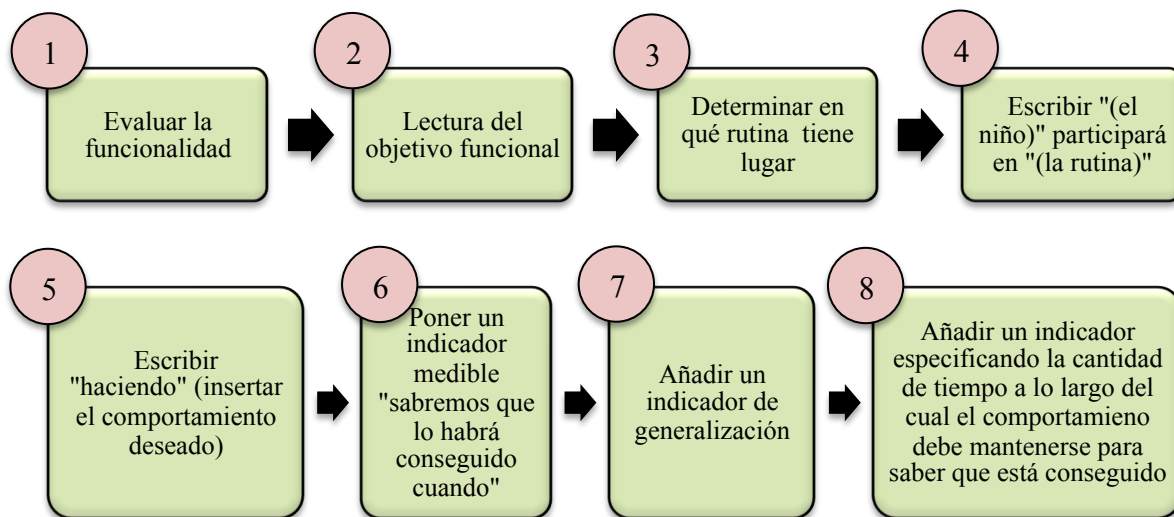 1
Evaluar la
funcionalidad
2
Lectura del
objetivo funcional
3
Determinar en
qué rutina tiene
lugar
4
Escribir "(el
niño)" participará
en "(la rutina)"
5
Escribir
"haciendo" (insertar
el comportamiento
deseado)
6
Poner un
indicador
medible
"sabremos que
lo habrá
conseguido
cuando"
7
Añadir un
indicador de
generalización
8
Añadir un indicador
especificando la cantidad
de tiempo a lo largo del
cual el comportamieno
debe mantenerse para
saber que está conseguido